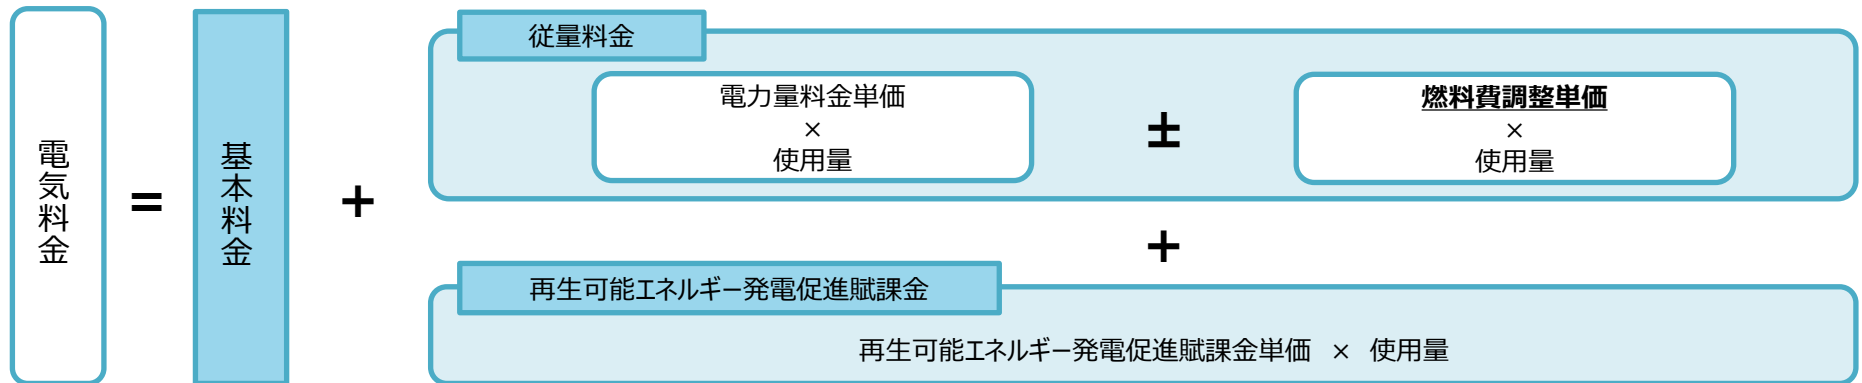 電気料金
=
基本料金
+
従量料金
電力量料金単価
×
使用量
±
燃料費調整単価
×
使用量
+
再生可能エネルギー発電促進賦課金
再生可能エネルギー発電促進賦課金単価 × 使用量